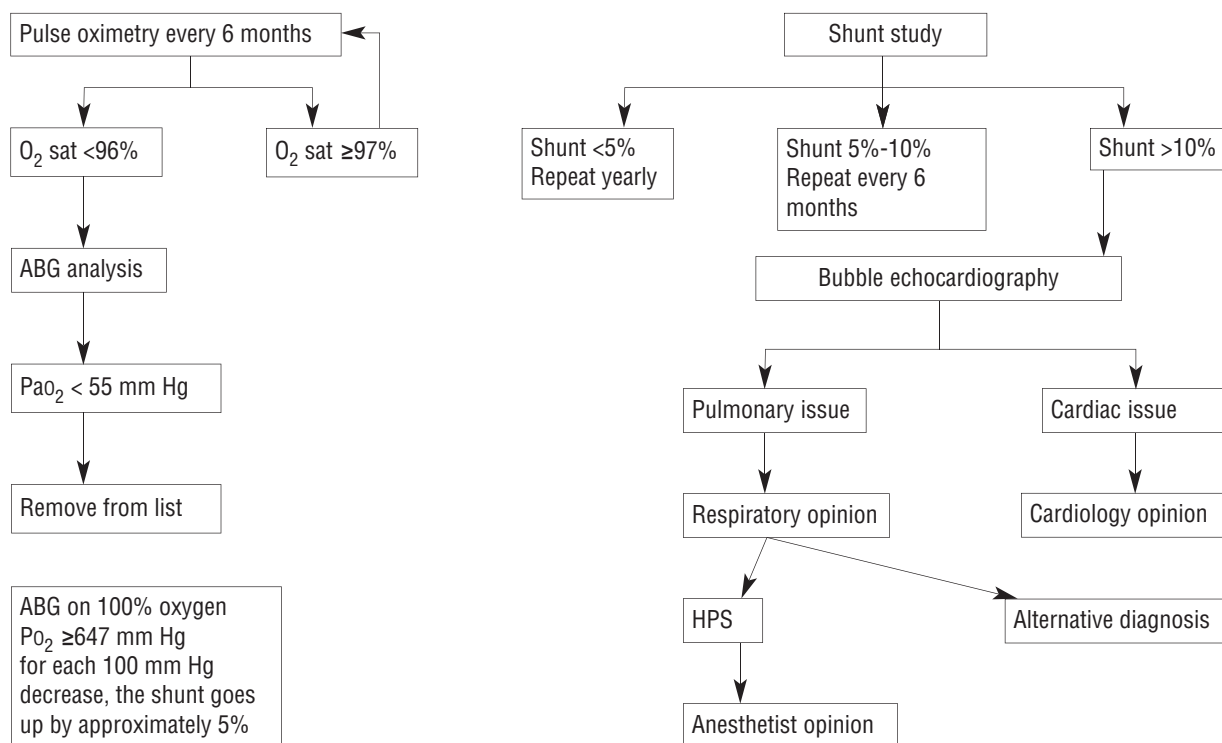 Pulse oximetry every 6 months
O₂ sat <96%
O₂ sat ≥97%
ABG analysis
PaO₂ < 55 mm Hg
Remove from list
ABG on 100% oxygen
PO₂ ≥647 mm Hg
for each 100 mm Hg
decrease, the shunt goes
up by approximately 5%
Shunt study
Shunt <5%
Repeat yearly
Shunt 5%-10%
Repeat every 6
months
Shunt >10%
Bubble echocardiography
Pulmonary issue
Cardiac issue
Respiratory opinion
Cardiology opinion
HPS
Alternative diagnosis
Anesthetist opinion